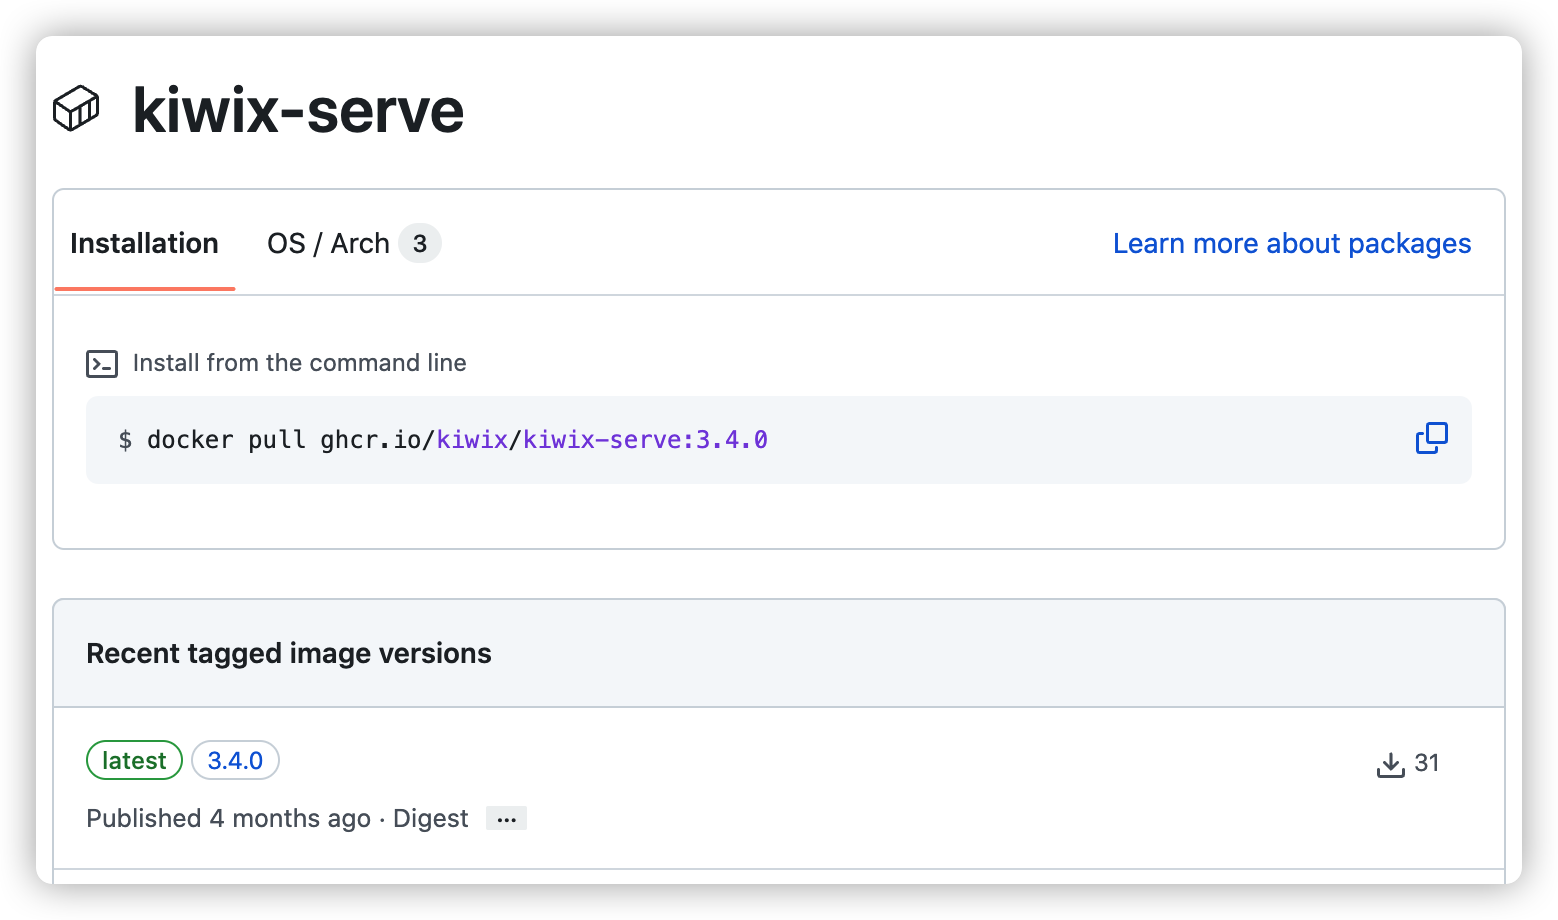 kiwix-serve
Installation OS / Arch 3 Learn more about packages
Install from the command line
$ docker pull ghcr.io/kiwix/kiwix-serve:3.4.0
Recent tagged image versions
latest 3.4.0 31
Published 4 months ago · Digest ...